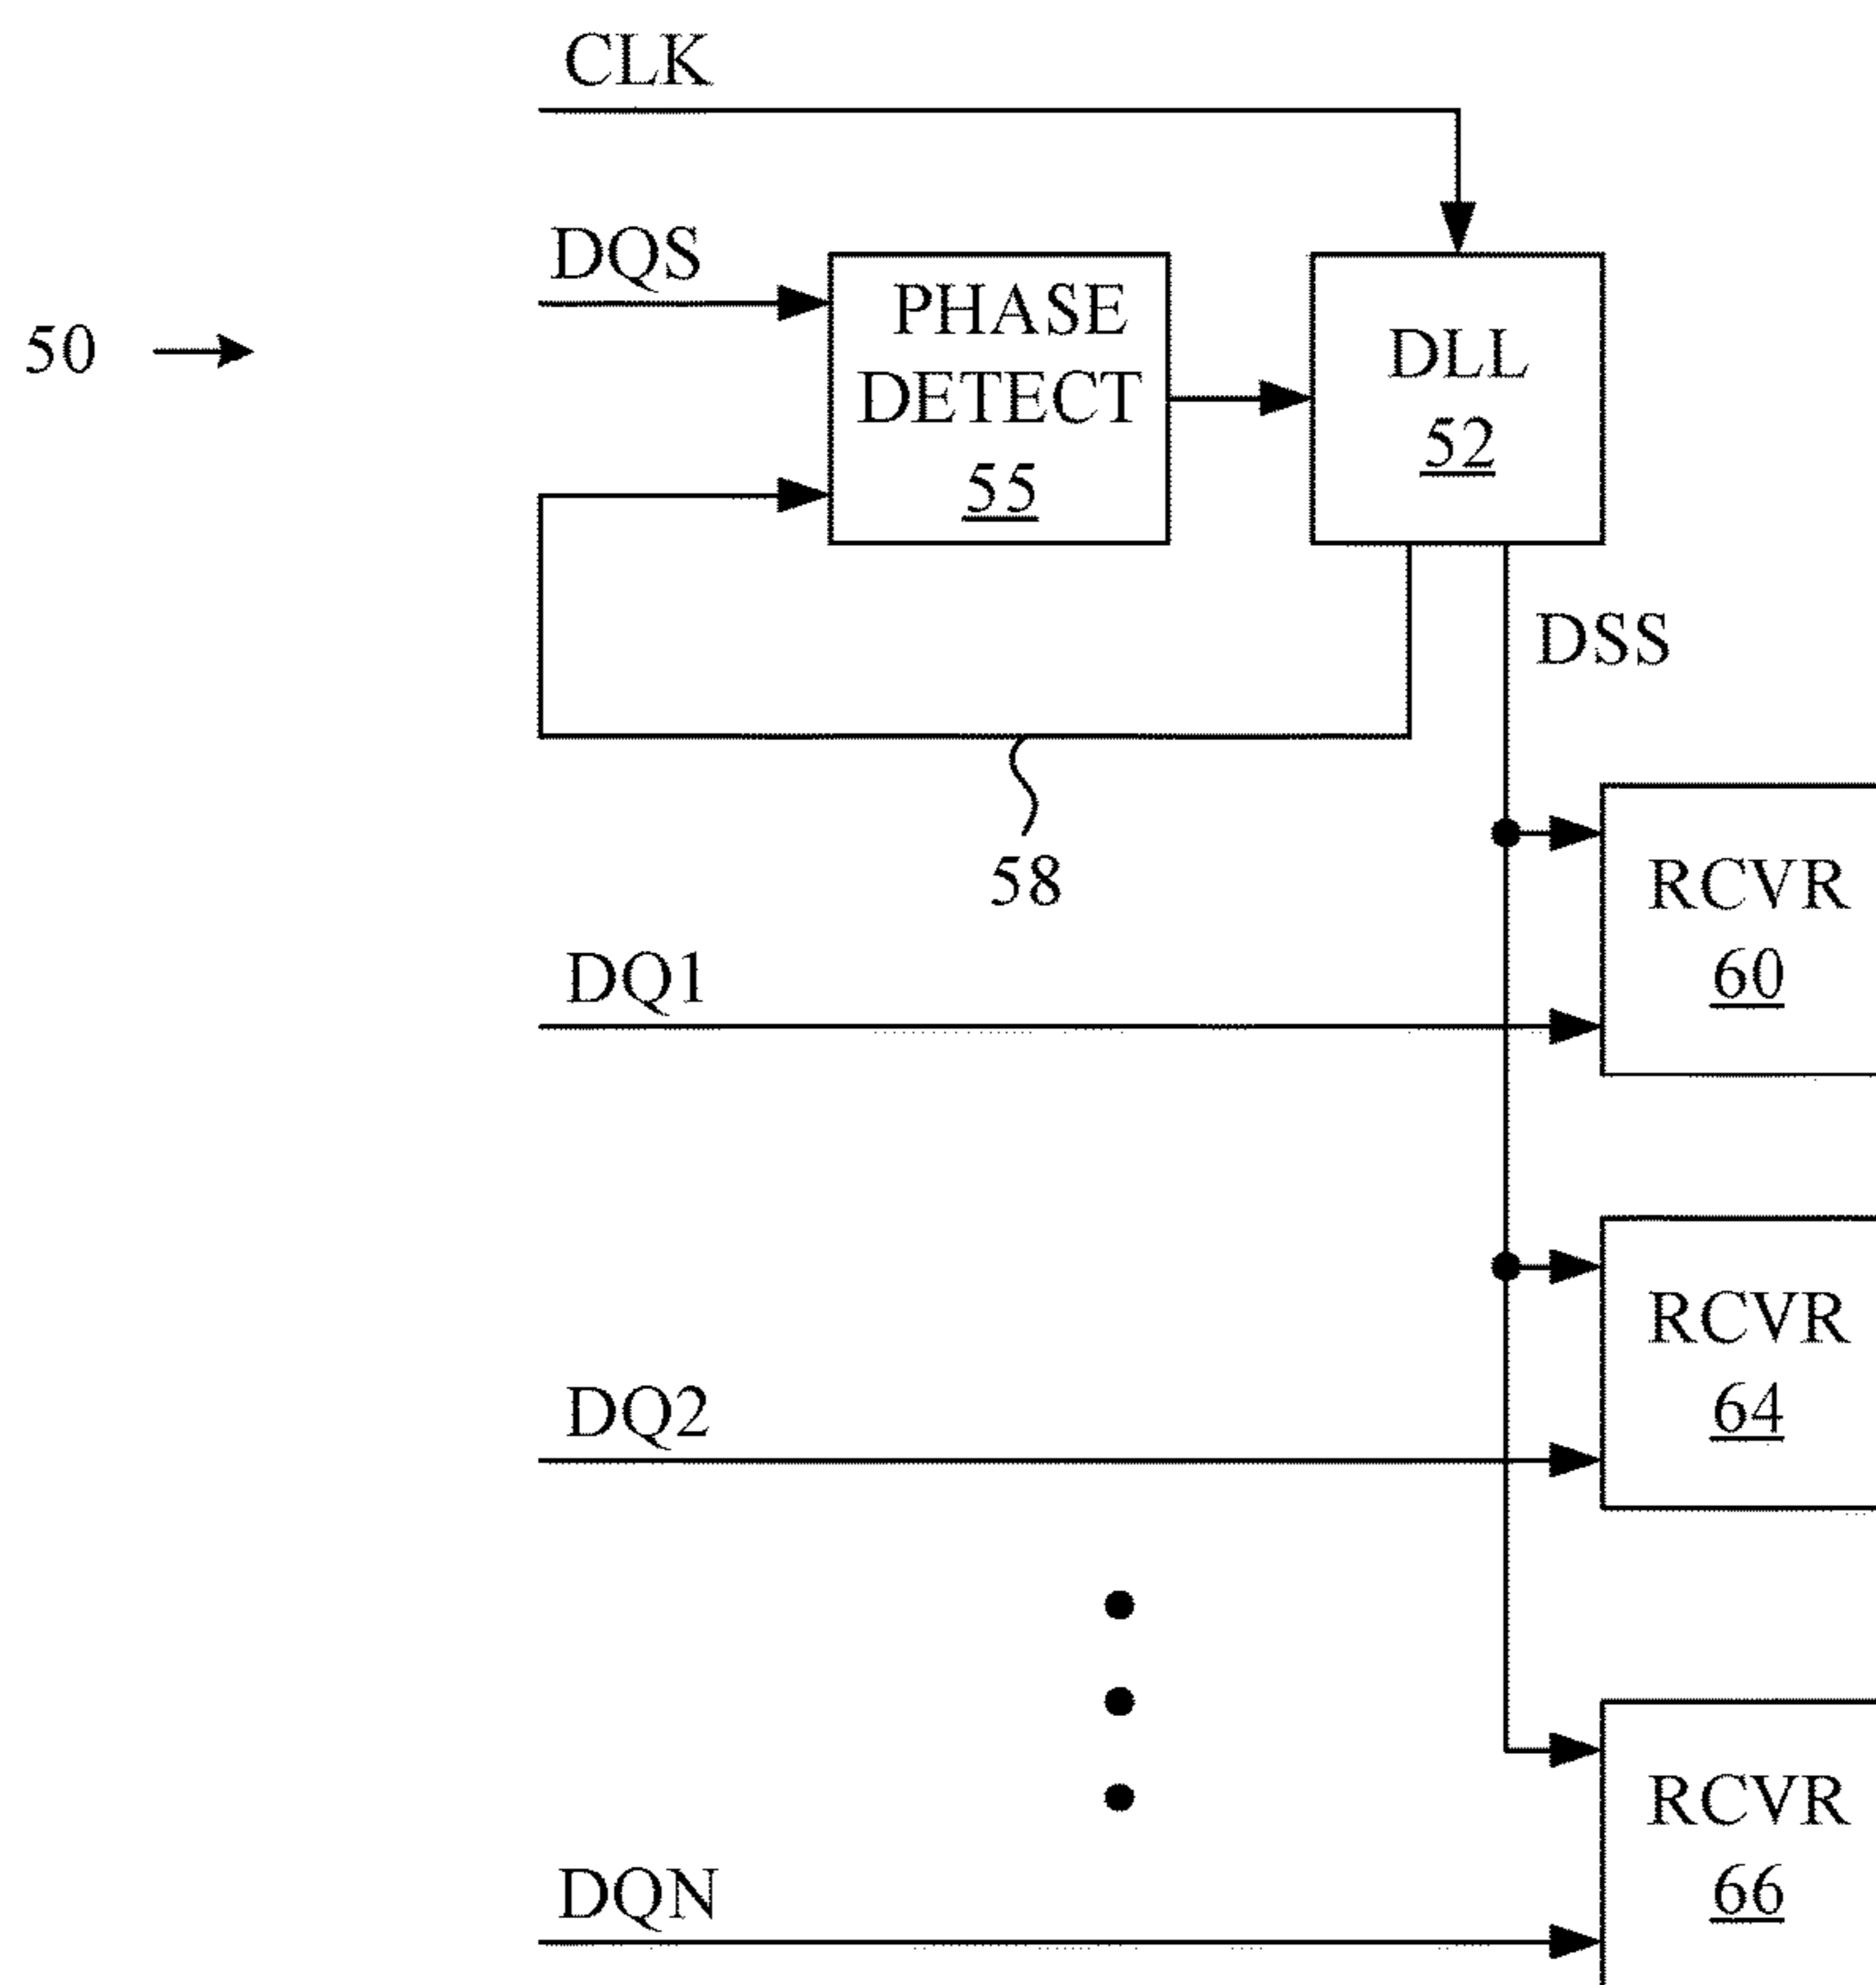 CLK
DQS
50
PHASE
DETECT
55
DLL
52
DSS
58
RCVR
60
DQ1
RCVR
64
DQ2
RCVR
66
DQN